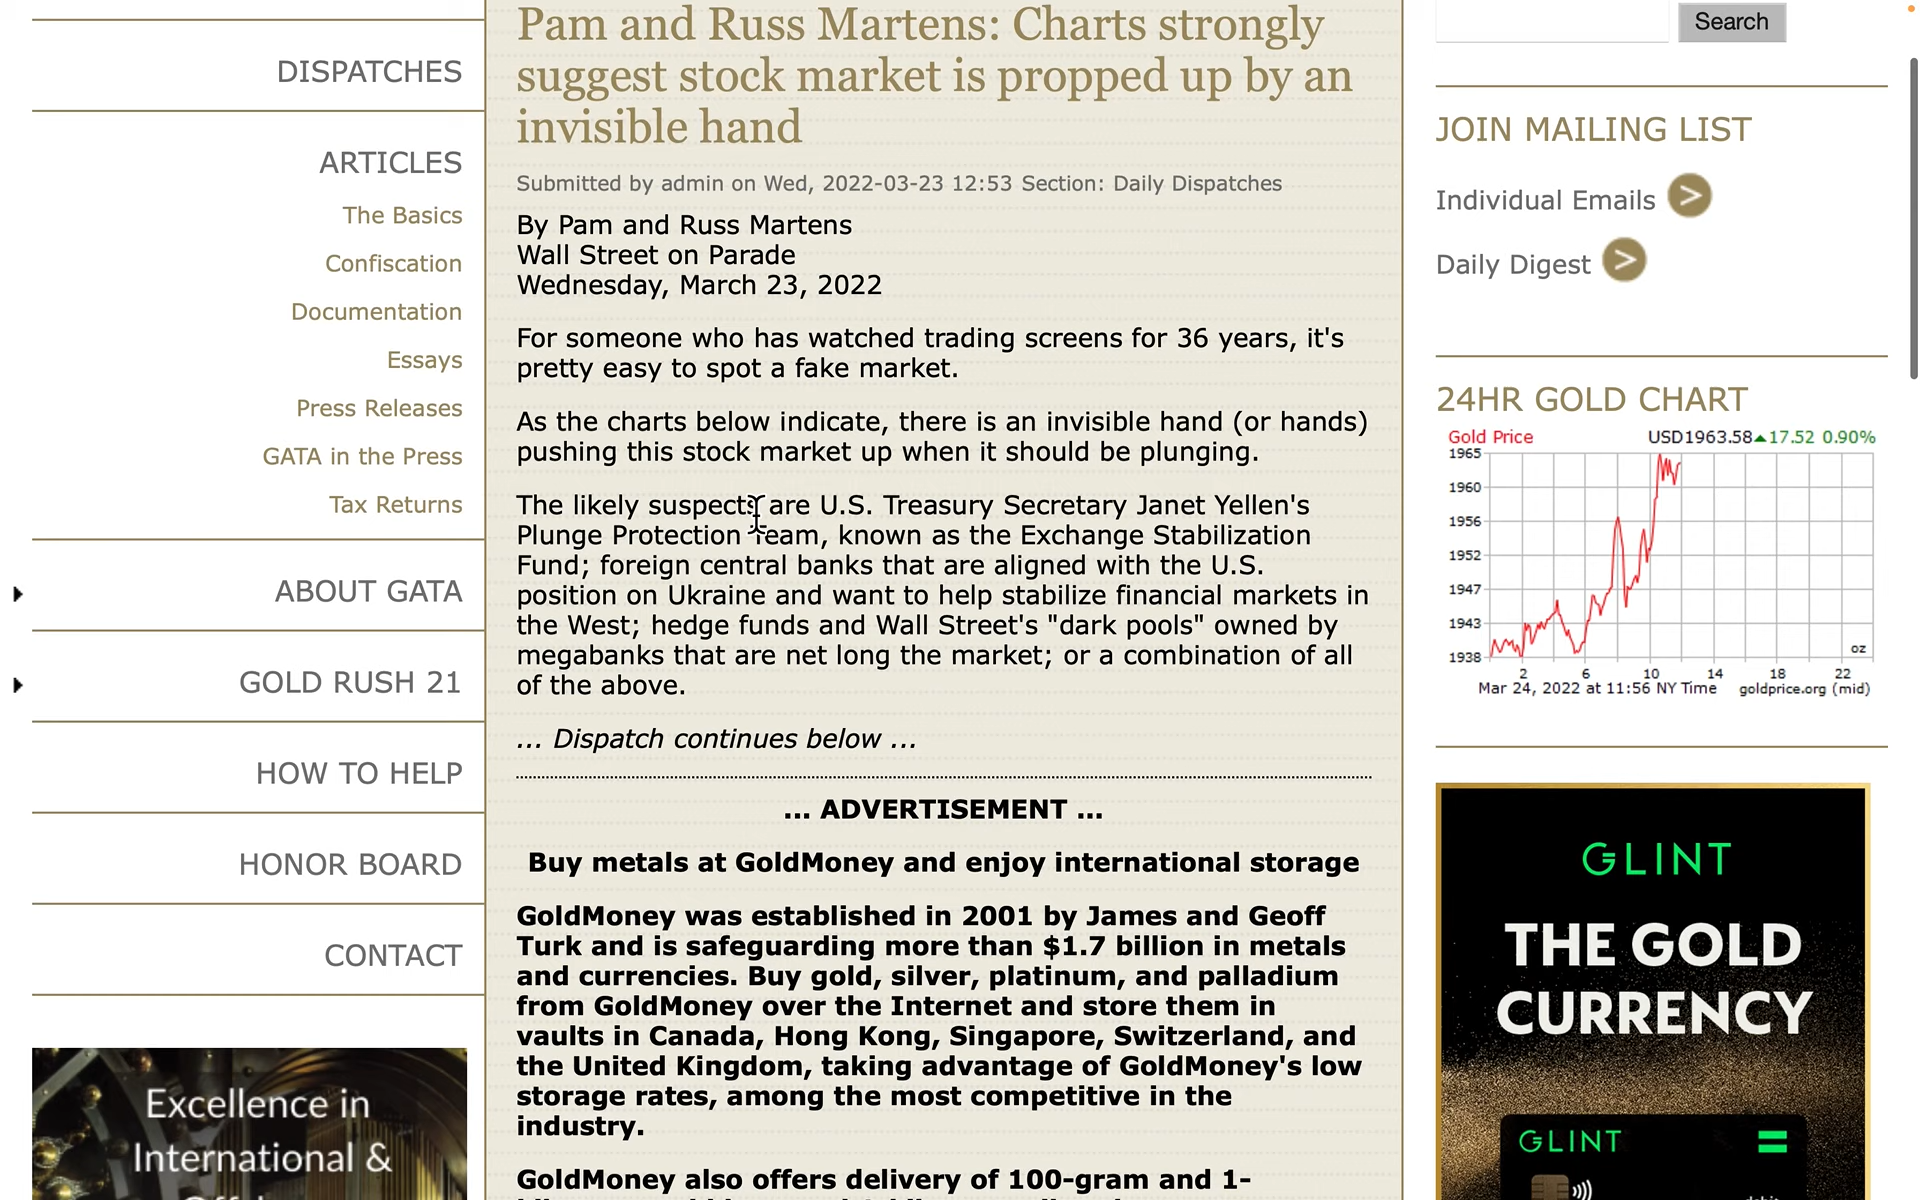 DISPATCHES
ARTICLES
The Basics
Confiscation
Documentation
Essays
Press Releases
GATA in the Press
Tax Returns
ABOUT GATA
GOLD RUSH 21
HOW TO HELP
HONOR BOARD
CONTACT
Excellence in
International &
Pam and Russ Martens: Charts strongly
suggest stock market is propped up by an
invisible hand
Submitted by admin on Wed, 2022-03-23 12:53 Section: Daily Dispatches
By Pam and Russ Martens
Wall Street on Parade
Wednesday, March 23, 2022
For someone who has watched trading screens for 36 years, it's
pretty easy to spot a fake market.
As the charts below indicate, there is an invisible hand (or hands)
pushing this stock market up when it should be plunging.
The likely suspects are U.S. Treasury Secretary Janet Yellen's
Plunge Protection Team, known as the Exchange Stabilization
Fund; foreign central banks that are aligned with the U.S.
position on Ukraine and want to help stabilize financial markets in
the West; hedge funds and Wall Street's "dark pools" owned by
megabanks that are net long the market; or a combination of all
of the above.
... Dispatch continues below ...
... ADVERTISEMENT ...
Buy metals at GoldMoney and enjoy international storage
GoldMoney was established in 2001 by James and Geoff
Turk and is safeguarding more than $1.7 billion in metals
and currencies. Buy gold, silver, platinum, and palladium
from GoldMoney over the Internet and store them in
vaults in Canada, Hong Kong, Singapore, Switzerland, and
the United Kingdom, taking advantage of GoldMoney's low
storage rates, among the most competitive in the
industry.
GoldMoney also offers delivery of 100-gram and 1-
Search
JOIN MAILING LIST
Individual Emails >
Daily Digest >
24HR GOLD CHART
Gold Price USD1963.58▲17.52 0.90%
1965
1960
1956
1952
1947
1943
1938
oz
2 6 10 14 18 22
Mar 24, 2022 at 11:56 NY Time goldprice.org (mid)
GLINT
THE GOLD
CURRENCY
GLINT